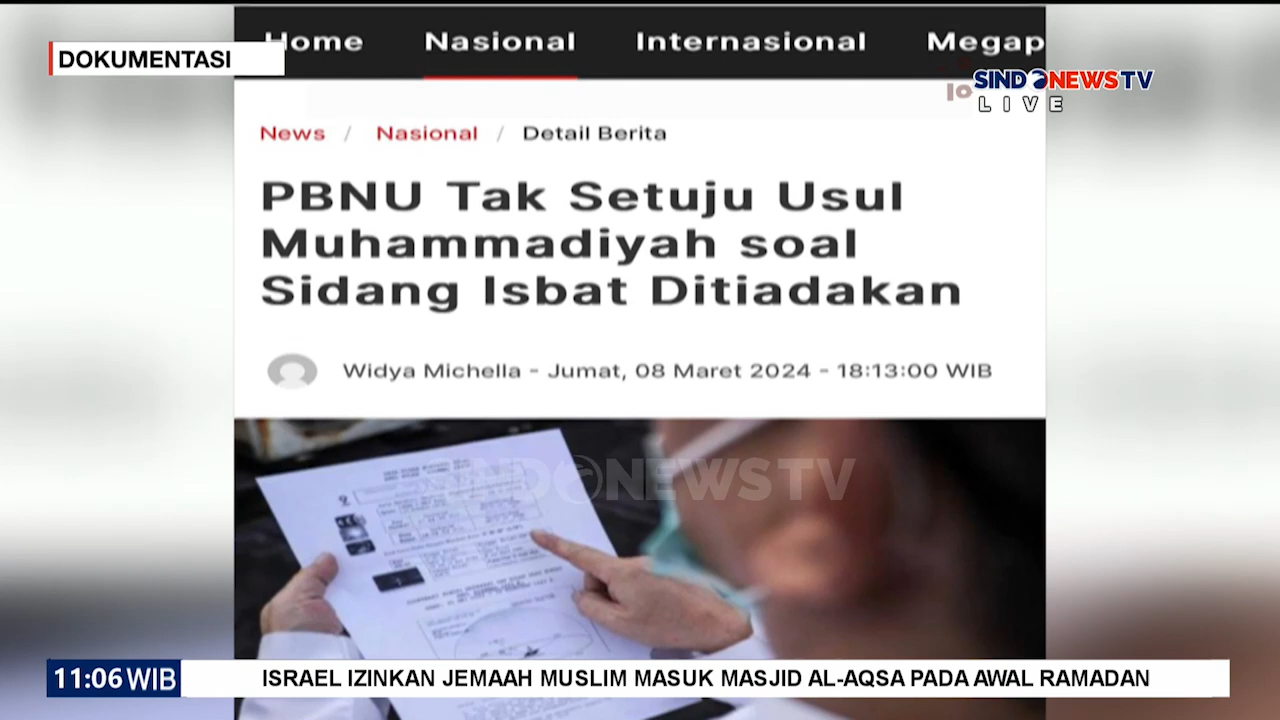 DOKUMENTASI
Home Nasional Internasional Megap
SINDONEWS TV
LIVE
News / Nasional / Detail Berita
PBNU Tak Setuju Usul
Muhammadiyah soal
Sidang Isbat Ditiadakan
Widya Michella - Jumat, 08 Maret 2024 - 18:13:00 WIB
SINDONEWS TV
11:06 WIB
ISRAEL IZINKAN JEMAAH MUSLIM MASUK MASJID AL-AQSA PADA AWAL RAMADAN